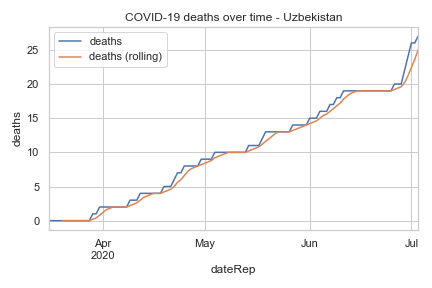 COVID-19 deaths over time - Uzbekistan
deaths
deaths (rolling)
25
20
15
10
5
0
deaths
Apr
2020
May
Jun
Jul
dateRep